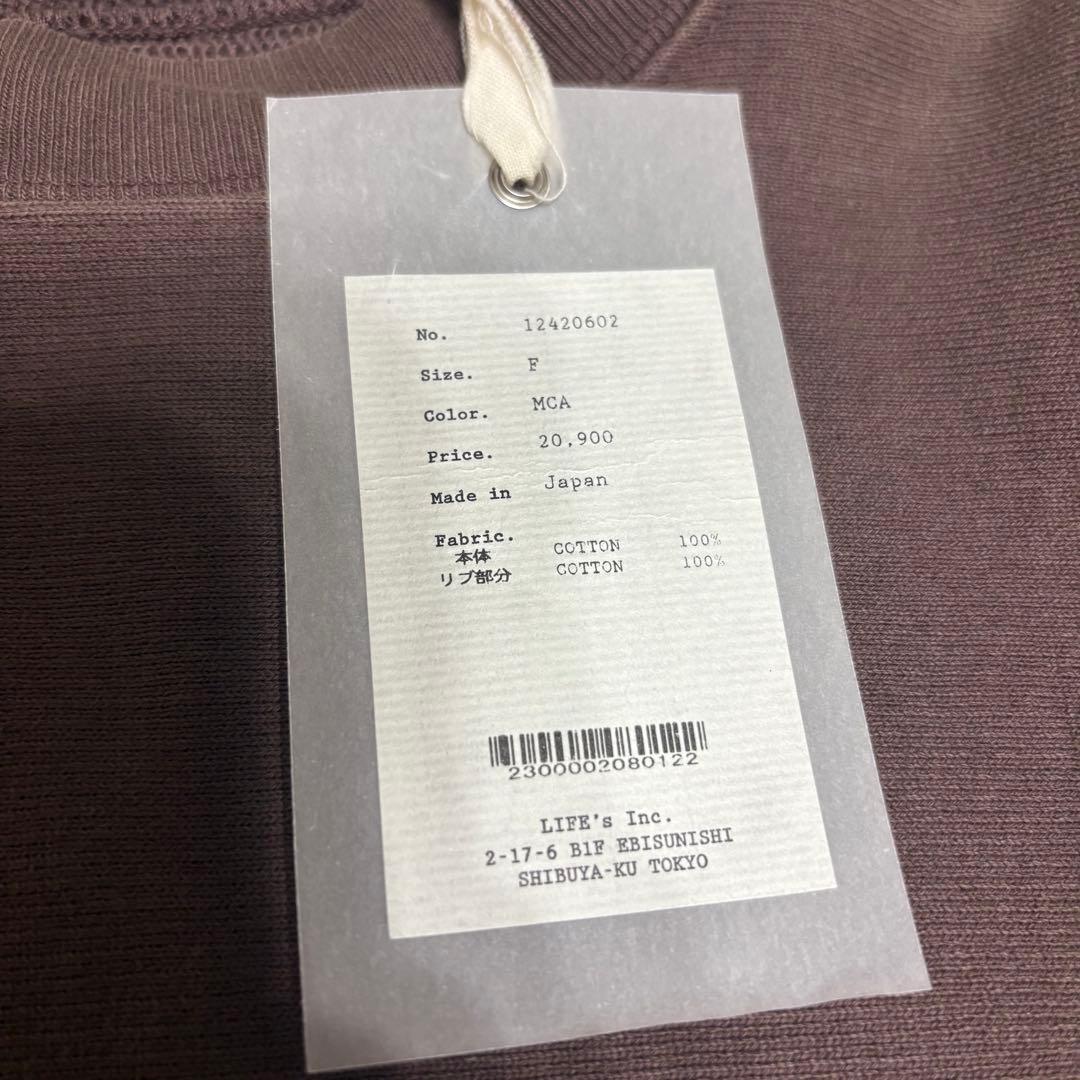 No. 12420602
Size. F
Color. MCA
Price. 20,900
Made in Japan
Fabric.
本体 COTTON 100%
リブ部分 COTTON 100%
2300002080122
LIFE's Inc.
2-17-6 B1F EBISUNISHI
SHIBUYA-KU TOKYO